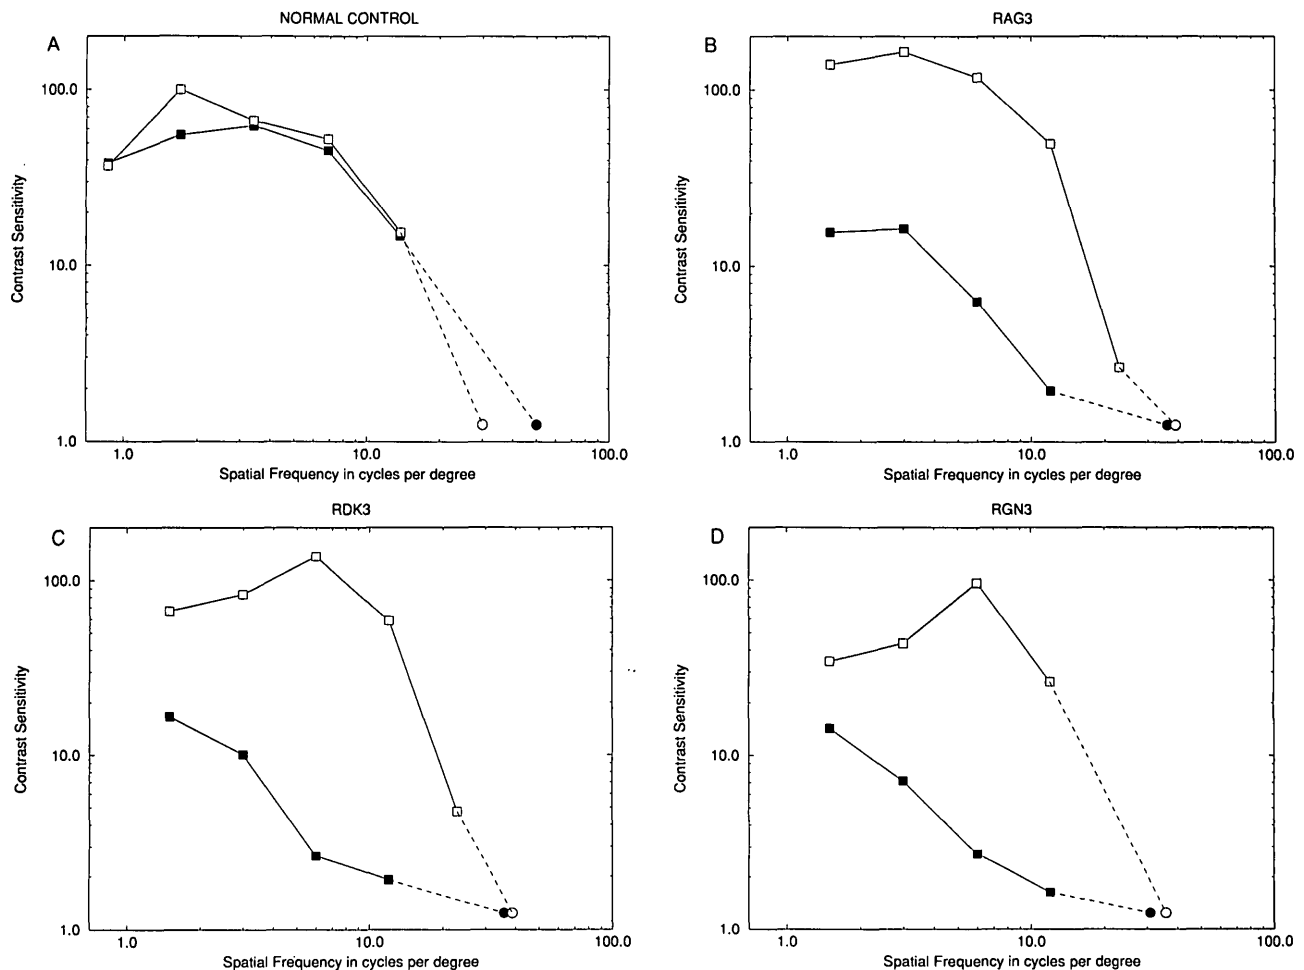 NORMAL CONTROL
A
100.0
10.0
1.0
Contrast Sensitivity
1.0 10.0 100.0
Spatial Frequency in cycles per degree
RAG3
B
100.0
10.0
1.0
Contrast Sensitivity
1.0 10.0 100.0
Spatial Frequency in cycles per degree
RDK3
C
100.0
10.0
1.0
Contrast Sensitivity
1.0 10.0 100.0
Spatial Frequency in cycles per degree
RGN3
D
100.0
10.0
1.0
Contrast Sensitivity
1.0 10.0 100.0
Spatial Frequency in cycles per degree